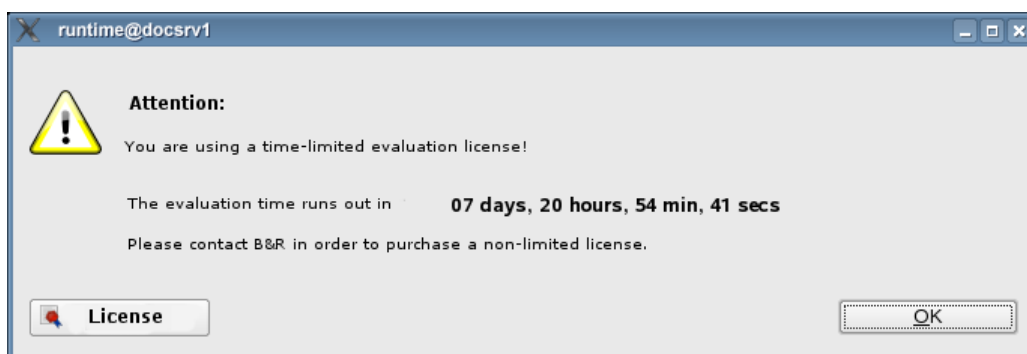 runtime@docsrv1
Attention:
You are using a time-limited evaluation license!
The evaluation time runs out in 07 days, 20 hours, 54 min, 41 secs
Please contact B&R in order to purchase a non-limited license.
License
OK